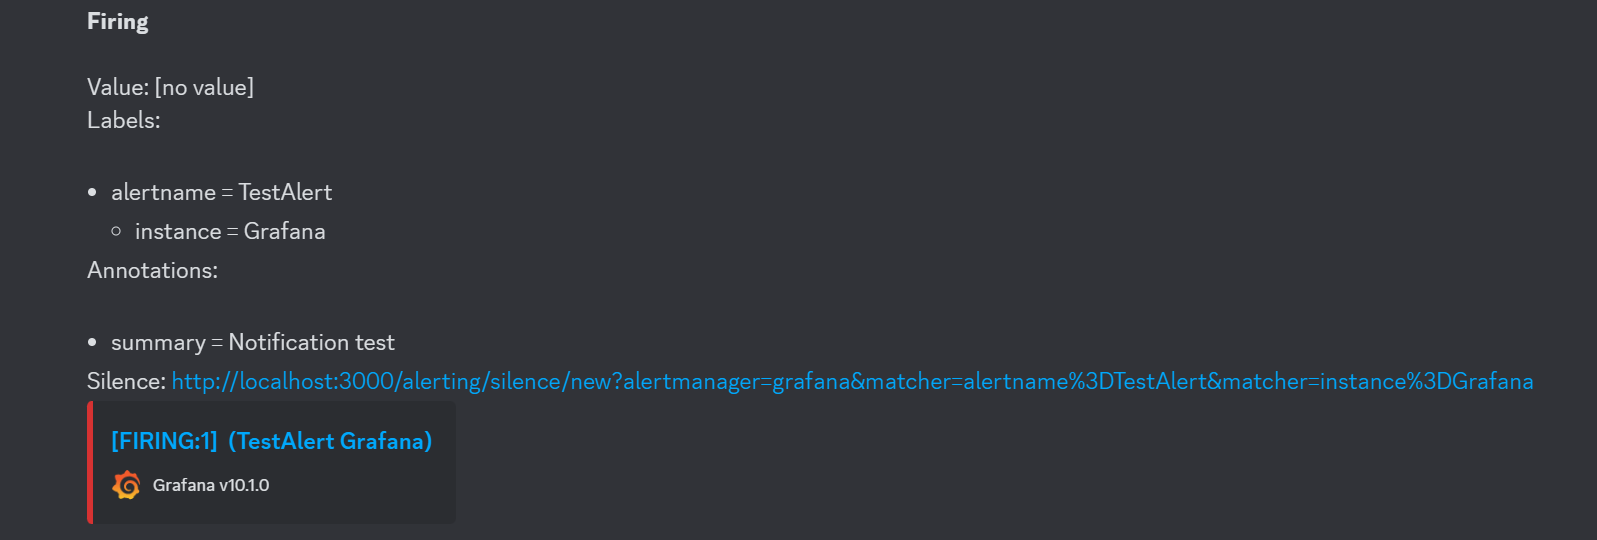 Firing
Value: [no value]
Labels:
alertname = TestAlert
instance = Grafana
Annotations:
summary = Notification test
Silence: http://localhost:3000/alerting/silence/new?alertmanager=grafana&matcher=alertname%3DTestAlert&matcher=instance%3DGrafana
[FIRING:1] (TestAlert Grafana)
Grafana v10.1.0